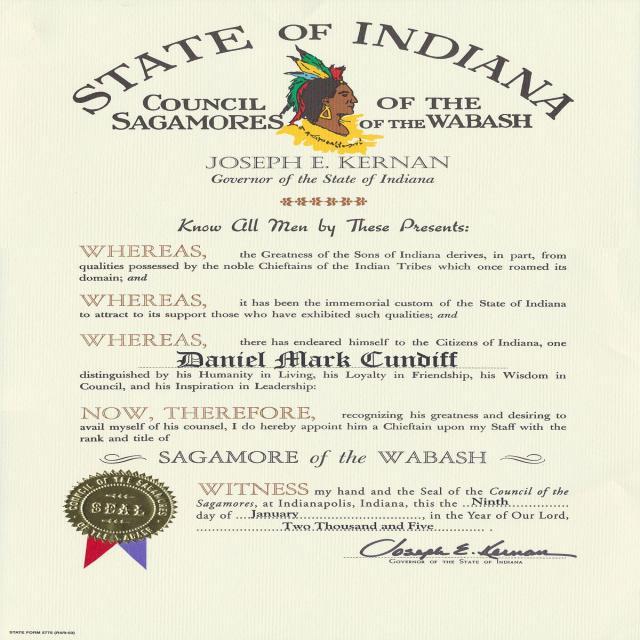 STATE OF INDIANA
COUNCIL OF THE
SAGAMORES OF THE WABASH
JOSEPH E. KERNAN
Governor of the State of Indiana
Know All Men by These Presents:
WHEREAS, the Greatness of the Sons of Indiana derives, in part, from
qualities possessed by the noble Chieftains of the Indian Tribes which once roamed its
domain; and
WHEREAS, it has been the immemorial custom of the State of Indiana
to attract to its support those who have exhibited such qualities; and
WHEREAS, there has endeared himself to the Citizens of Indiana, one
Daniel Mark Cundiff
distinguished by his Humanity in Living, his Loyalty in Friendship, his Wisdom in
Council, and his Inspiration in Leadership:
NOW, THEREFORE, recognizing his greatness and desiring to
avail myself of his counsel, I do hereby appoint him a Chieftain upon my Staff with the
rank and title of
SAGAMORE of the WABASH
WITNESS my hand and the Seal of the Council of the
Sagamores, at Indianapolis, Indiana, this the Ninth
day of January, in the Year of Our Lord,
Two Thousand and Five.
Joseph E. Kernan
GOVERNOR OF THE STATE OF INDIANA
COUNCIL OF THE SAGAMORES
SEAL
OF THE WABASH